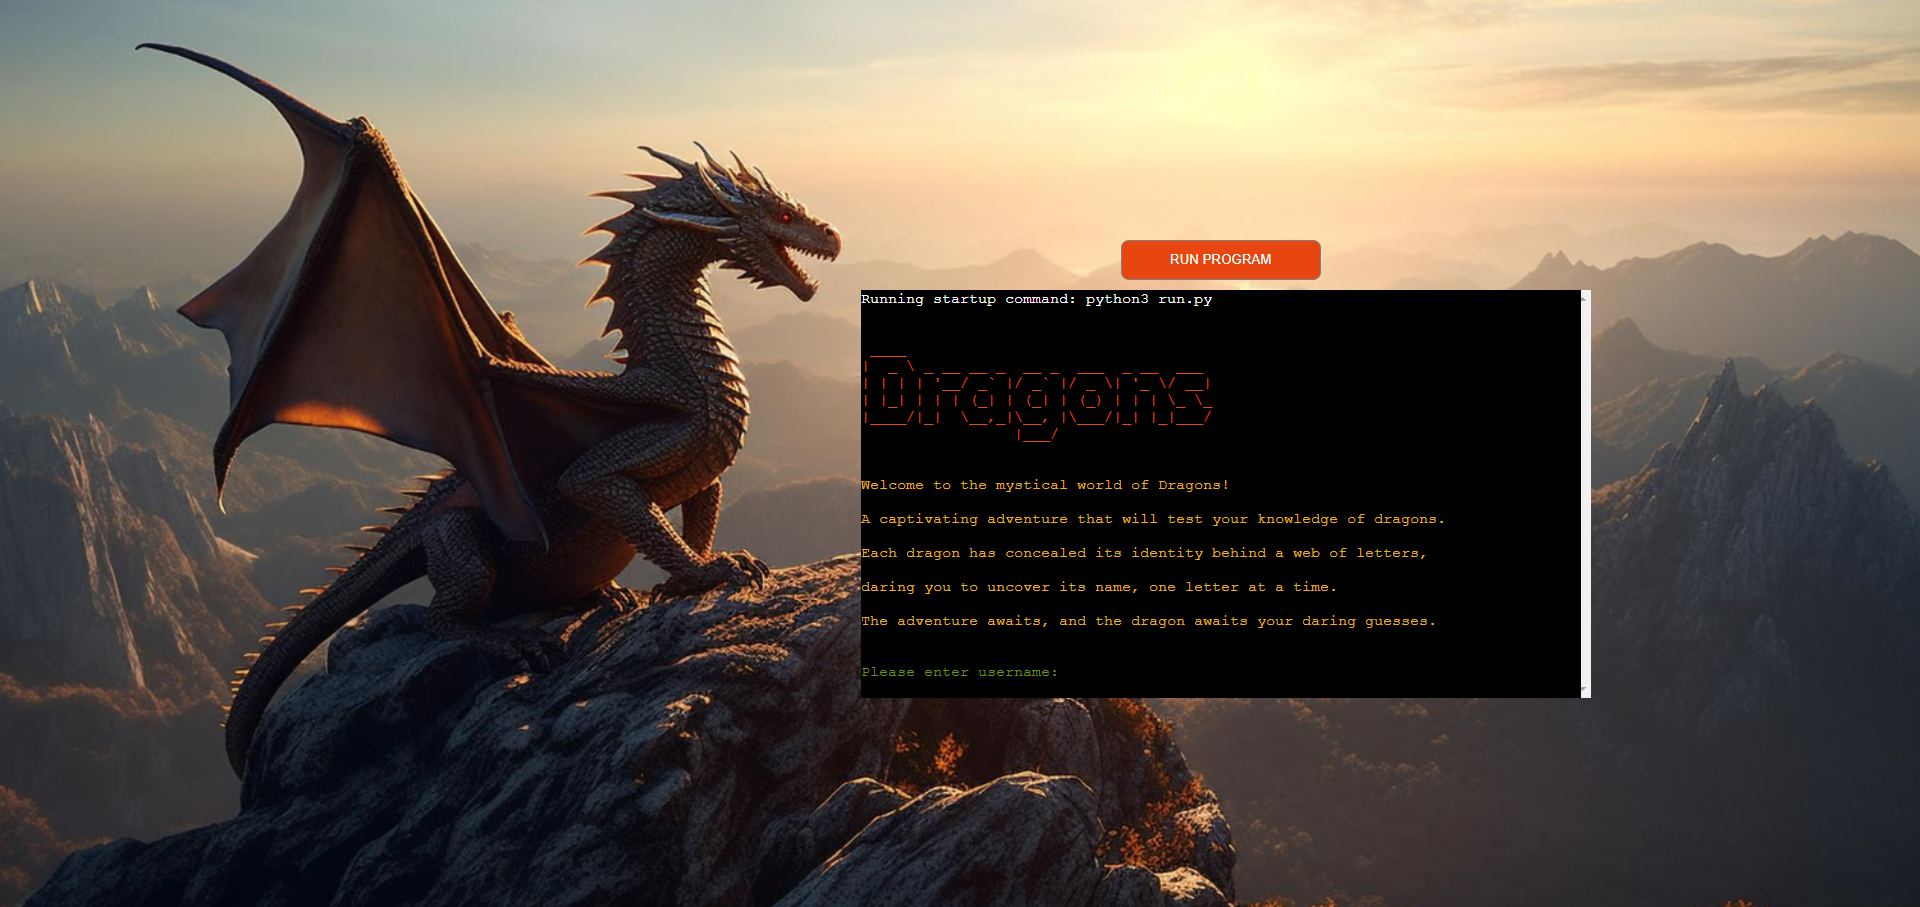 RUN PROGRAM
Running startup command: python3 run.py
Dragons
Welcome to the mystical world of Dragons!
A captivating adventure that will test your knowledge of dragons.
Each dragon has concealed its identity behind a web of letters,
daring you to uncover its name, one letter at a time.
The adventure awaits, and the dragon awaits your daring guesses.
Please enter username: